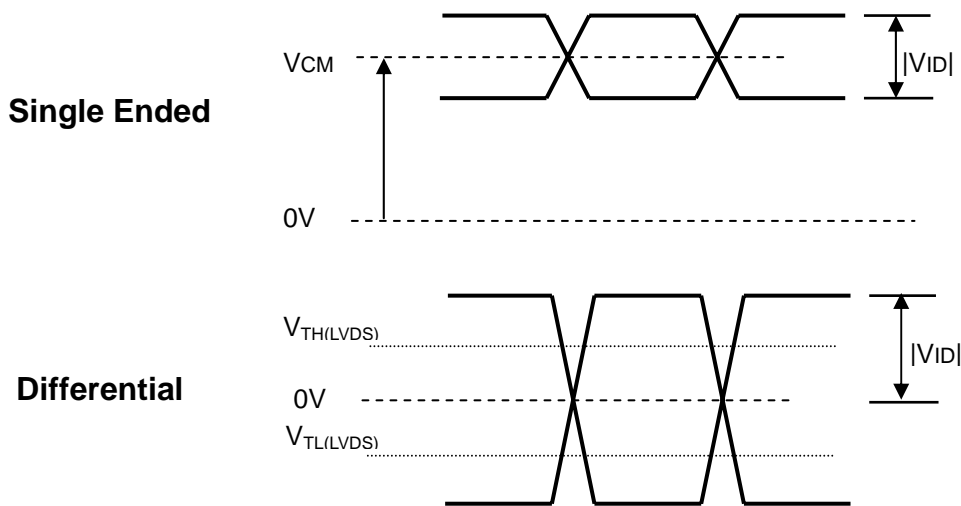 VCM
|VID|
Single Ended
0V
VTH(LVDS)
|VID|
Differential
0V
VTL(LVDS)